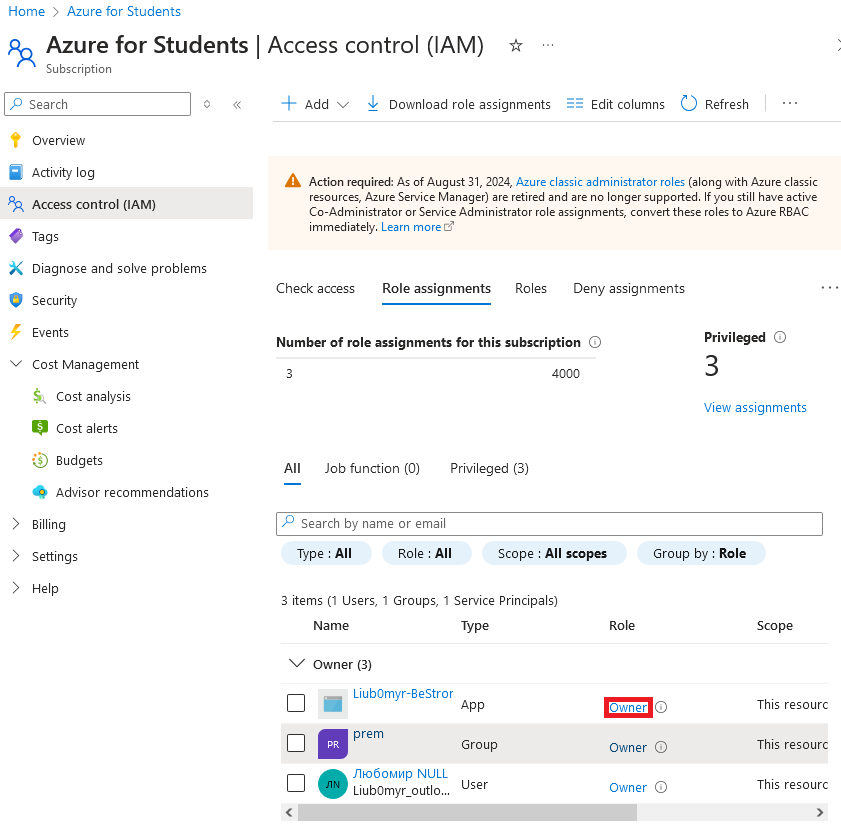 Home > Azure for Students
Azure for Students | Access control (IAM)
Subscription
Search
Add
Download role assignments
Edit columns
Refresh
Overview
Activity log
Access control (IAM)
Tags
Diagnose and solve problems
Security
Events
Cost Management
Cost analysis
Cost alerts
Budgets
Advisor recommendations
Billing
Settings
Help
Action required: As of August 31, 2024, Azure classic administrator roles (along with Azure classic
resources, Azure Service Manager) are retired and are no longer supported. If you still have active
Co-Administrator or Service Administrator role assignments, convert these roles to Azure RBAC
immediately. Learn more
Check access Role assignments Roles Deny assignments
Number of role assignments for this subscription
3 4000
Privileged
3
View assignments
All Job function (0) Privileged (3)
Search by name or email
Type : All Role : All Scope : All scopes Group by : Role
3 items (1 Users, 1 Groups, 1 Service Principals)
Name Type Role Scope
Owner (3)
Liub0myr-BeStror App Owner This resourc
PR prem Group Owner This resourc
ЛN Любомир NULL User Owner This resourc
Liub0myr_outlo...